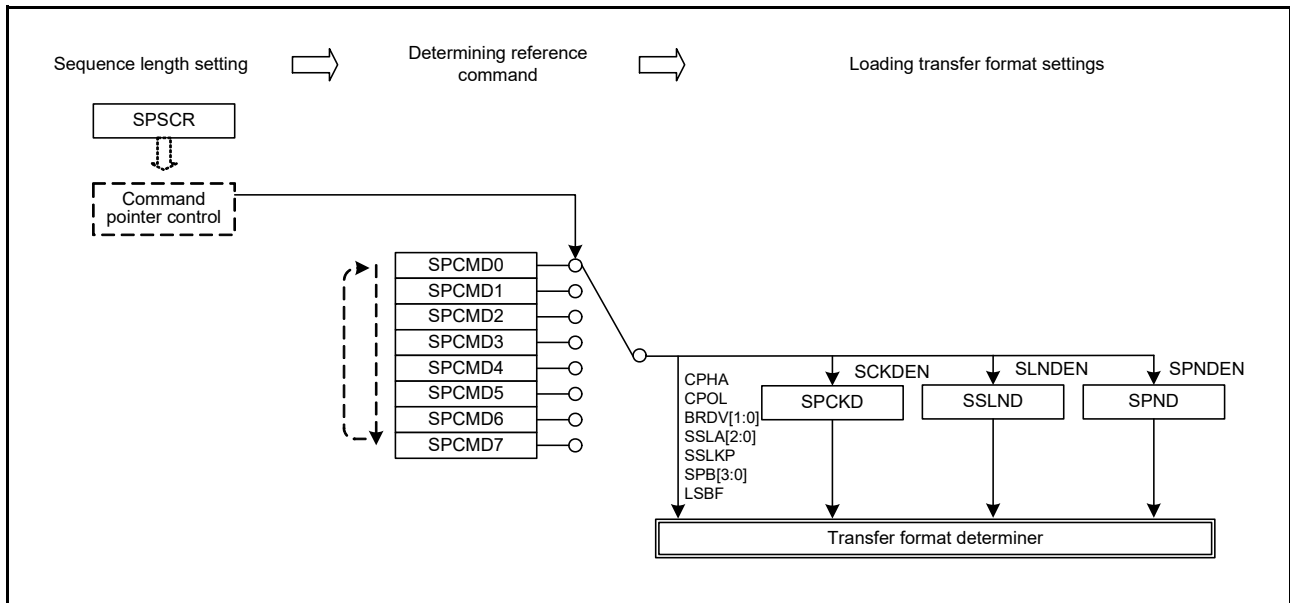 Sequence length setting
Determining reference
command
Loading transfer format settings
SPSCR
Command
pointer control
SPCMD0
SPCMD1
SPCMD2
SPCMD3
SPCMD4
SPCMD5
SPCMD6
SPCMD7
CPHA
CPOL
BRDV[1:0]
SSLA[2:0]
SSLKP
SPB[3:0]
LSBF
SCKDEN
SPCKD
SLNDEN
SSLND
SPNDEN
SPND
Transfer format determiner